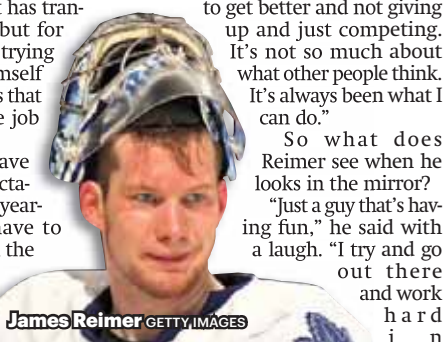 t has tran-
but for
trying
mself
s that
e job
ave
cta-
year-
have to
the
to get better and not giving
up and just competing.
It's not so much about
what other people think.
It's always been what I
can do."
So what does
Reimer see when he
looks in the mirror?
"Just a guy that's hav-
ing fun," he said with
a laugh. "I try and go
out there
and work
hard
i n
James Reimer GETTY IMAGES